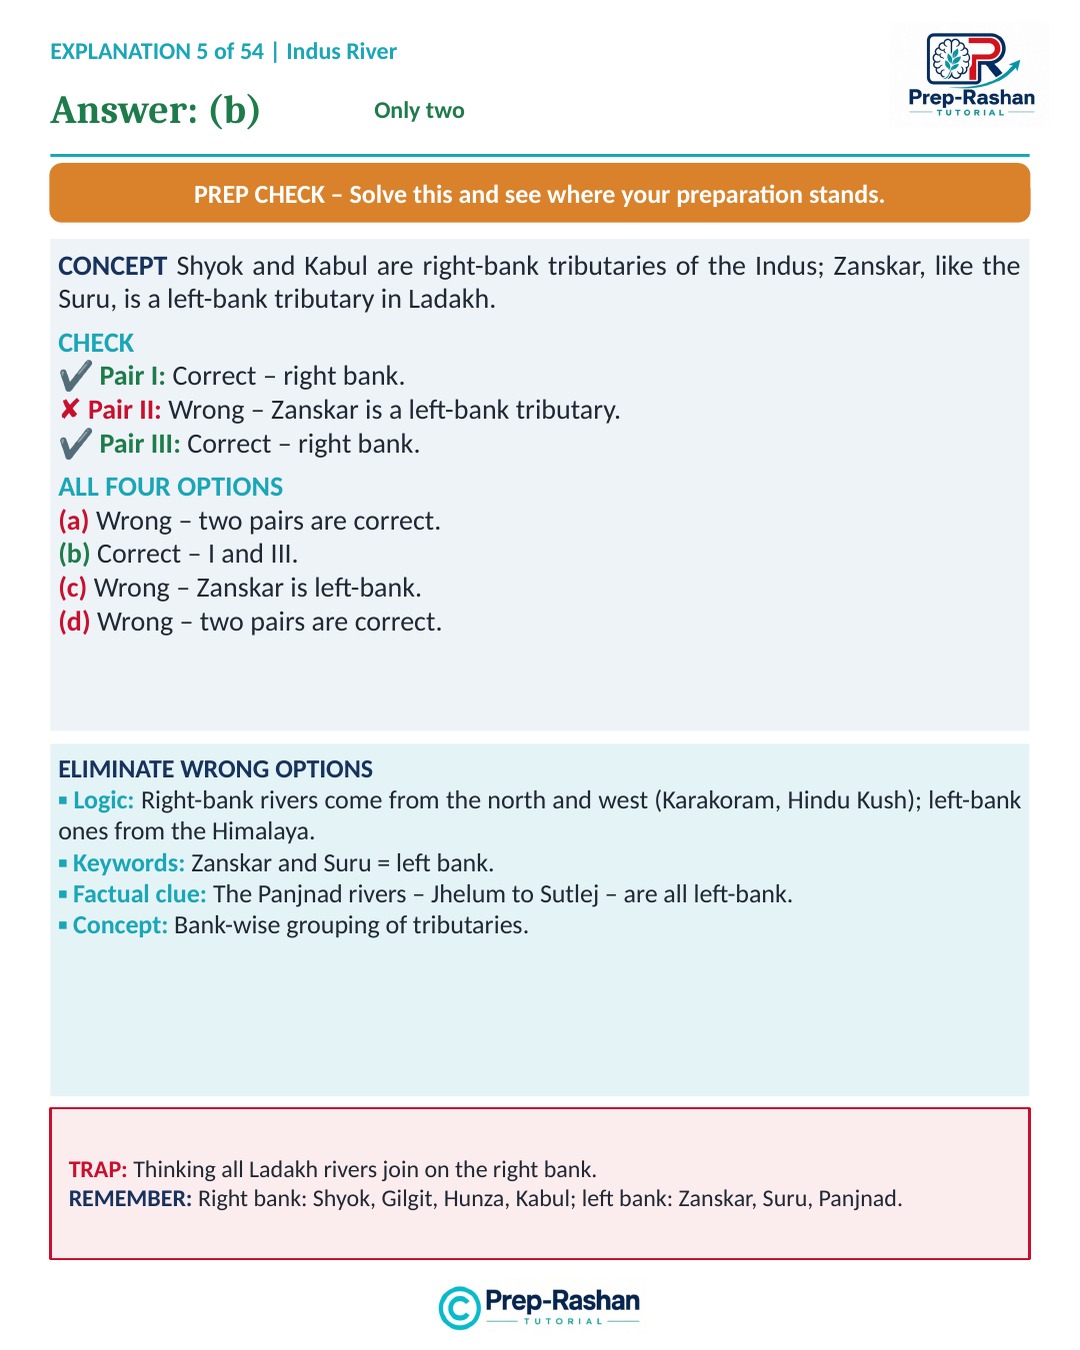 EXPLANATION 5 of 54 | Indus River
Prep-Rashan
TUTORIAL
Answer: (b) Only two
PREP CHECK – Solve this and see where your preparation stands.
CONCEPT Shyok and Kabul are right-bank tributaries of the Indus; Zanskar, like the
Suru, is a left-bank tributary in Ladakh.
CHECK
✔ Pair I: Correct – right bank.
✘ Pair II: Wrong – Zanskar is a left-bank tributary.
✔ Pair III: Correct – right bank.
ALL FOUR OPTIONS
(a) Wrong – two pairs are correct.
(b) Correct – I and III.
(c) Wrong – Zanskar is left-bank.
(d) Wrong – two pairs are correct.
ELIMINATE WRONG OPTIONS
▪ Logic: Right-bank rivers come from the north and west (Karakoram, Hindu Kush); left-bank
ones from the Himalaya.
▪ Keywords: Zanskar and Suru = left bank.
▪ Factual clue: The Panjnad rivers – Jhelum to Sutlej – are all left-bank.
▪ Concept: Bank-wise grouping of tributaries.
TRAP: Thinking all Ladakh rivers join on the right bank.
REMEMBER: Right bank: Shyok, Gilgit, Hunza, Kabul; left bank: Zanskar, Suru, Panjnad.
© Prep-Rashan
TUTORIAL